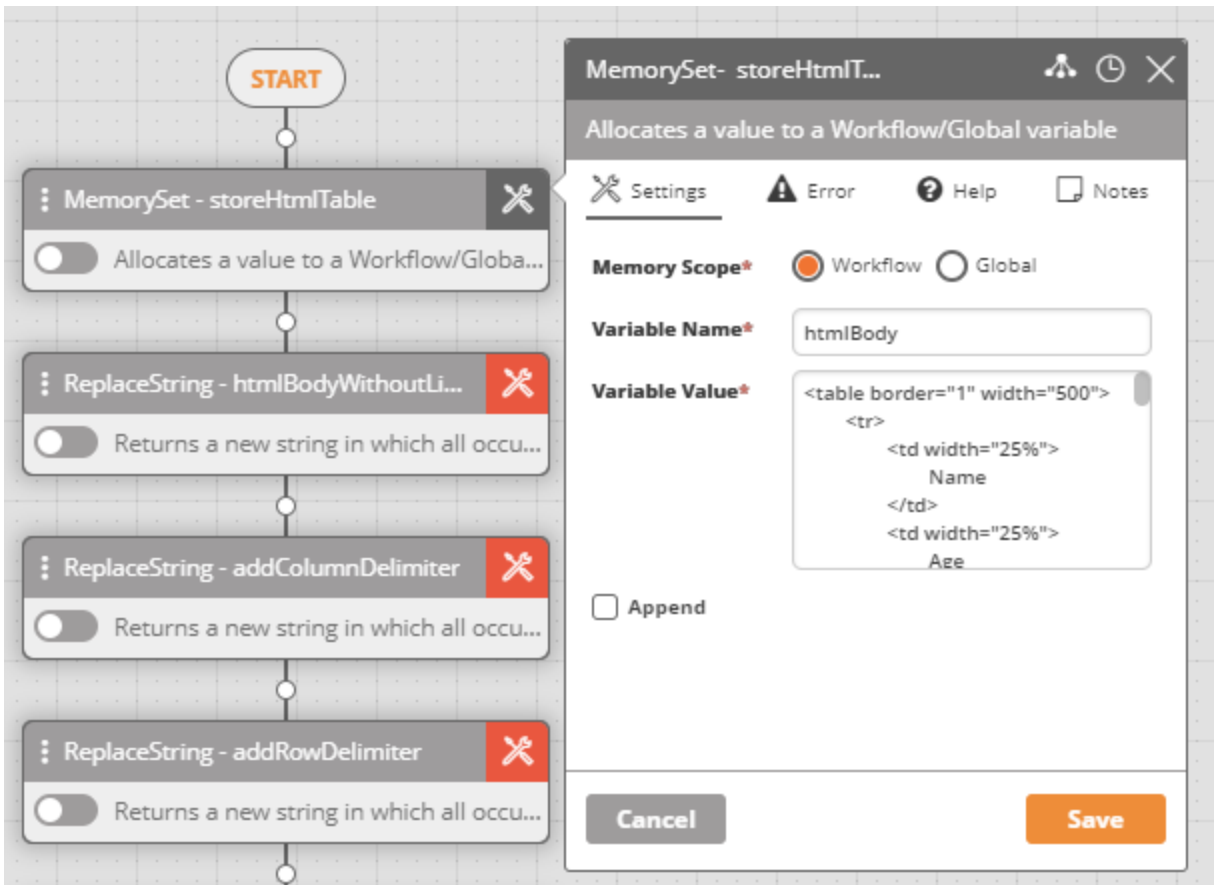 START
MemorySet - storeHtmlTable
Allocates a value to a Workflow/Globa...
ReplaceString - htmlBodyWithoutLi...
Returns a new string in which all occu...
ReplaceString - addColumnDelimiter
Returns a new string in which all occu...
ReplaceString - addRowDelimiter
Returns a new string in which all occu...
MemorySet- storeHtmlT...
Allocates a value to a Workflow/Global variable
Settings Error Help Notes
Memory Scope* Workflow Global
Variable Name* htmlBody
Variable Value* <table border="1" width="500">
<tr>
<td width="25%">
Name
</td>
<td width="25%">
Age
Append
Cancel Save